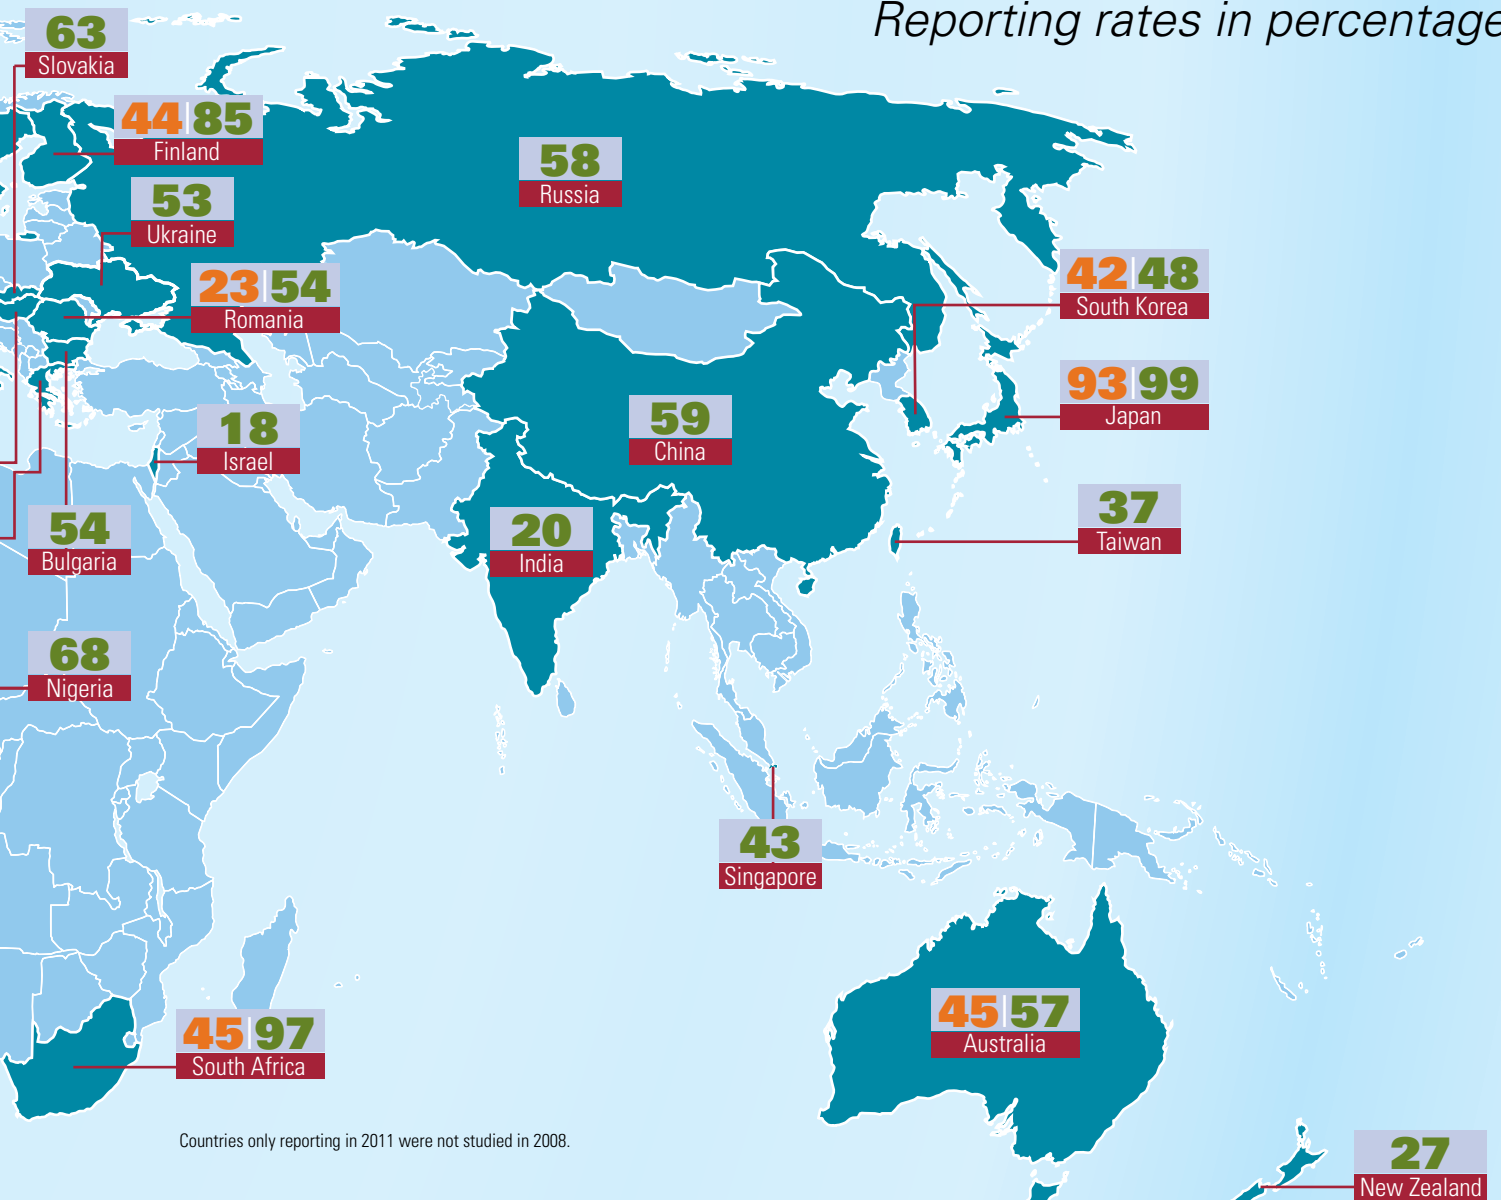 Reporting rates in percentage
63
Slovakia
44|85
Finland
53
Ukraine
58
Russia
23|54
Romania
42|48
South Korea
93|99
Japan
18
Israel
59
China
37
Taiwan
54
Bulgaria
20
India
68
Nigeria
43
Singapore
45|97
South Africa
45|57
Australia
Countries only reporting in 2011 were not studied in 2008.
27
New Zealand